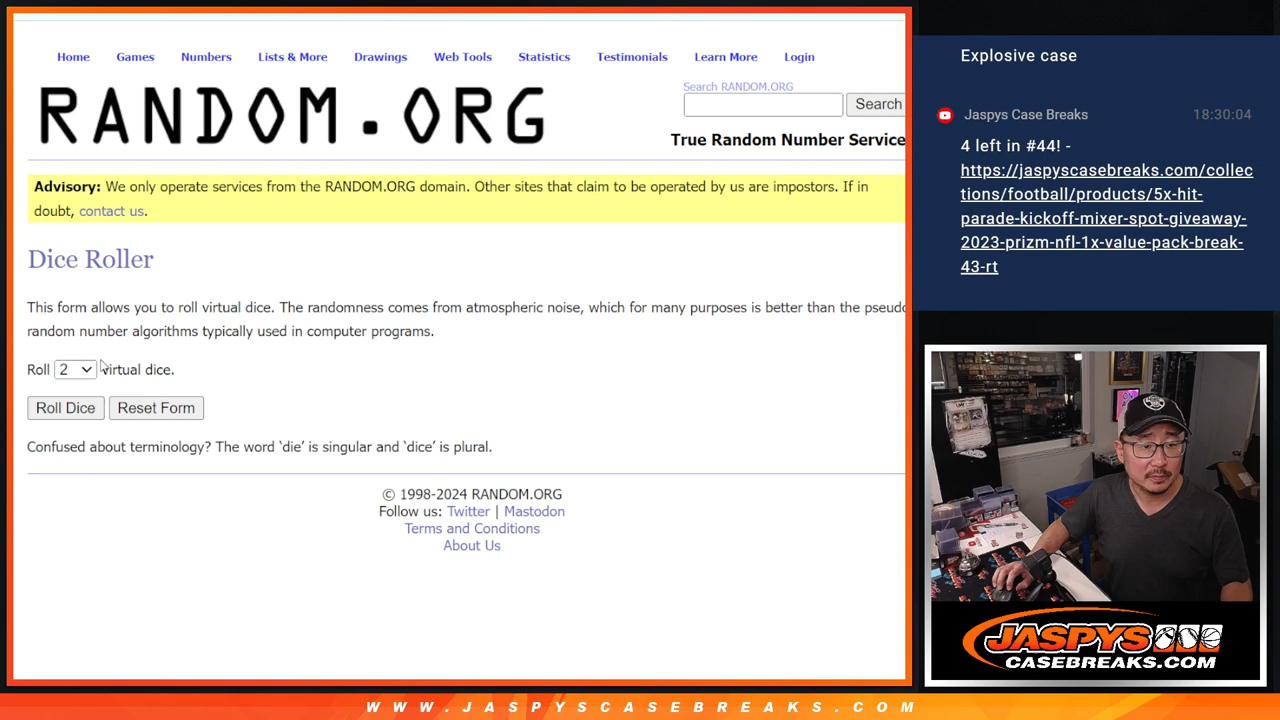 Home Games Numbers Lists & More Drawings Web Tools Statistics Testimonials Learn More Login
RANDOM.ORG
Search RANDOM.ORG
Search
True Random Number Service
Advisory: We only operate services from the RANDOM.ORG domain. Other sites that claim to be operated by us are impostors. If in
doubt, contact us.
Dice Roller
This form allows you to roll virtual dice. The randomness comes from atmospheric noise, which for many purposes is better than the pseudo
random number algorithms typically used in computer programs.
Roll 2 virtual dice.
Roll Dice Reset Form
Confused about terminology? The word ‘die’ is singular and ‘dice’ is plural.
© 1998-2024 RANDOM.ORG
Follow us: Twitter | Mastodon
Terms and Conditions
About Us
Explosive case
Jaspys Case Breaks 18:30:04
4 left in #44! -
https://jaspyscasebreaks.com/collec
tions/football/products/5x-hit-
parade-kickoff-mixer-spot-giveaway-
2023-prizm-nfl-1x-value-pack-break-
43-rt
JASPYS
CASEBREAKS.COM
WWW.JASPYSCASEBREAKS.COM